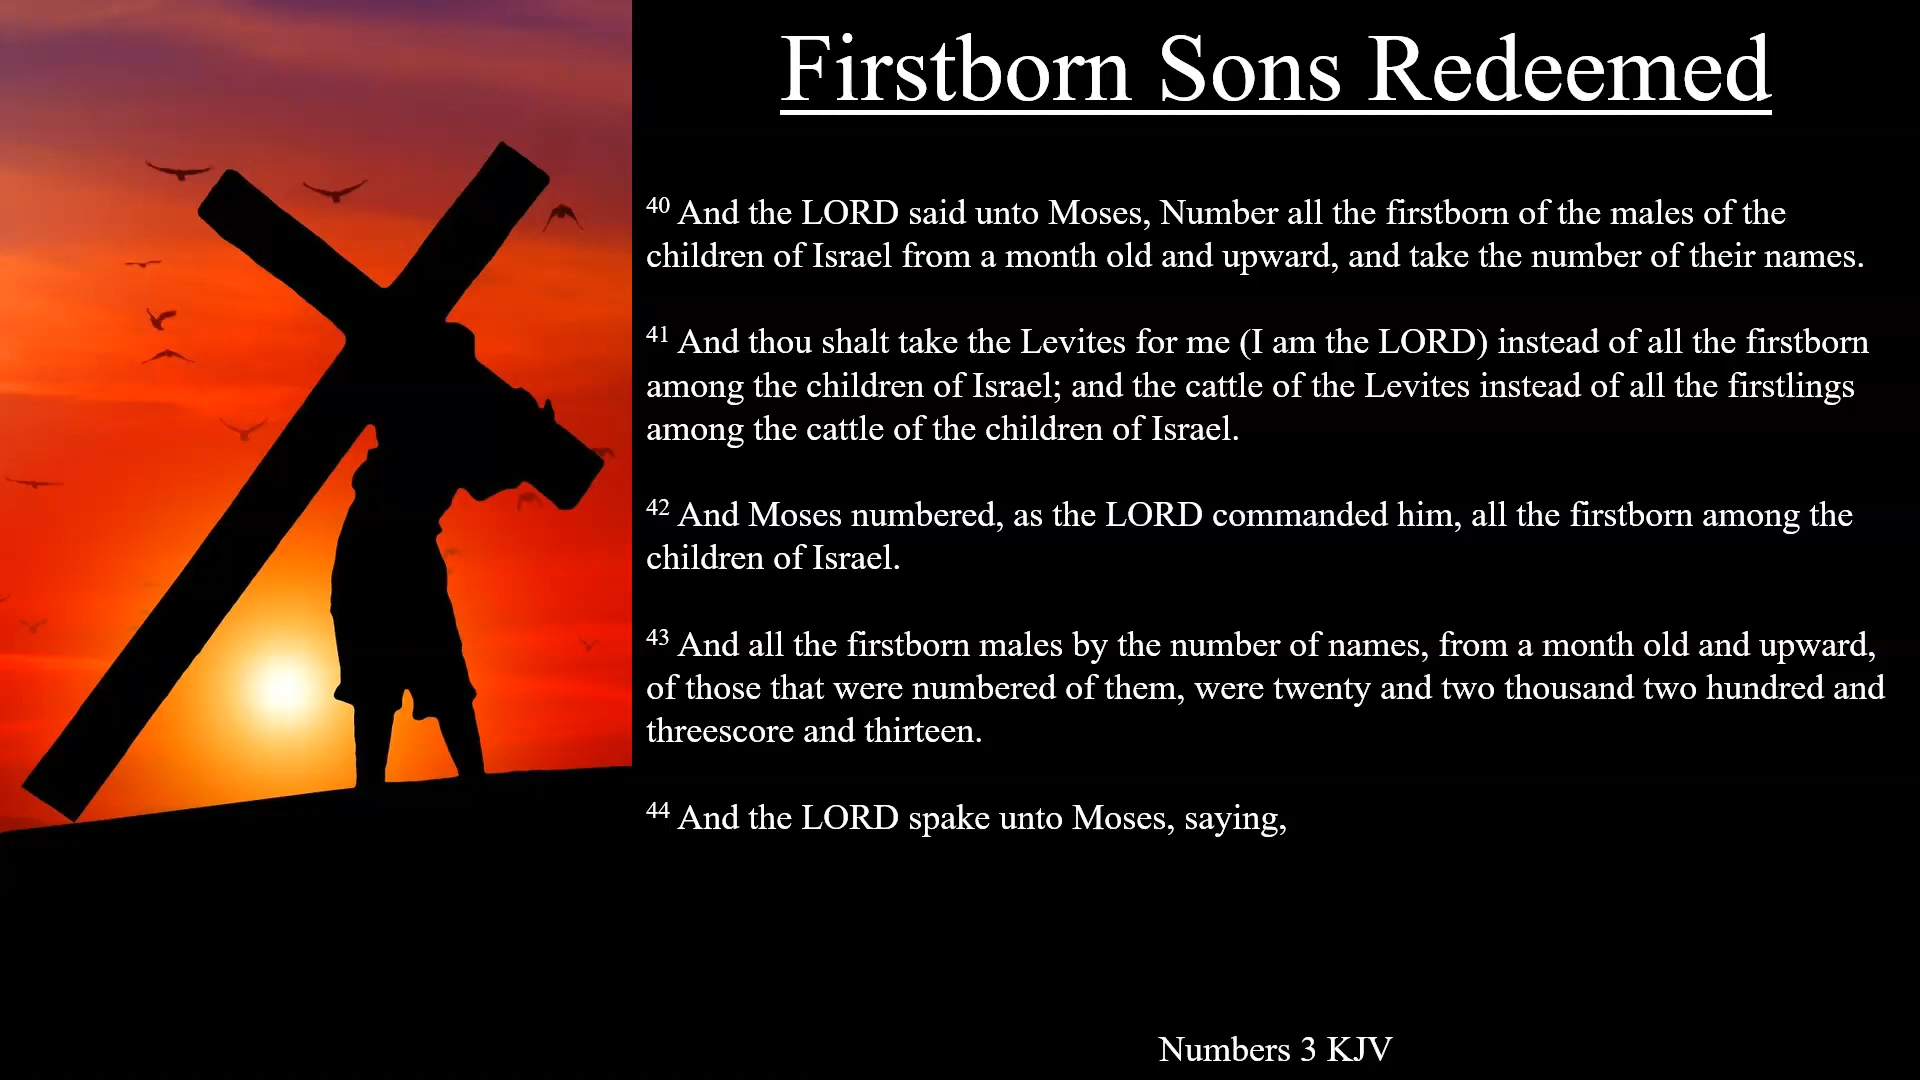 Firstborn Sons Redeemed
40 And the LORD said unto Moses, Number all the firstborn of the males of the
children of Israel from a month old and upward, and take the number of their names.
41 And thou shalt take the Levites for me (I am the LORD) instead of all the firstborn
among the children of Israel; and the cattle of the Levites instead of all the firstlings
among the cattle of the children of Israel.
42 And Moses numbered, as the LORD commanded him, all the firstborn among the
children of Israel.
43 And all the firstborn males by the number of names, from a month old and upward,
of those that were numbered of them, were twenty and two thousand two hundred and
threescore and thirteen.
44 And the LORD spake unto Moses, saying,
Numbers 3 KJV